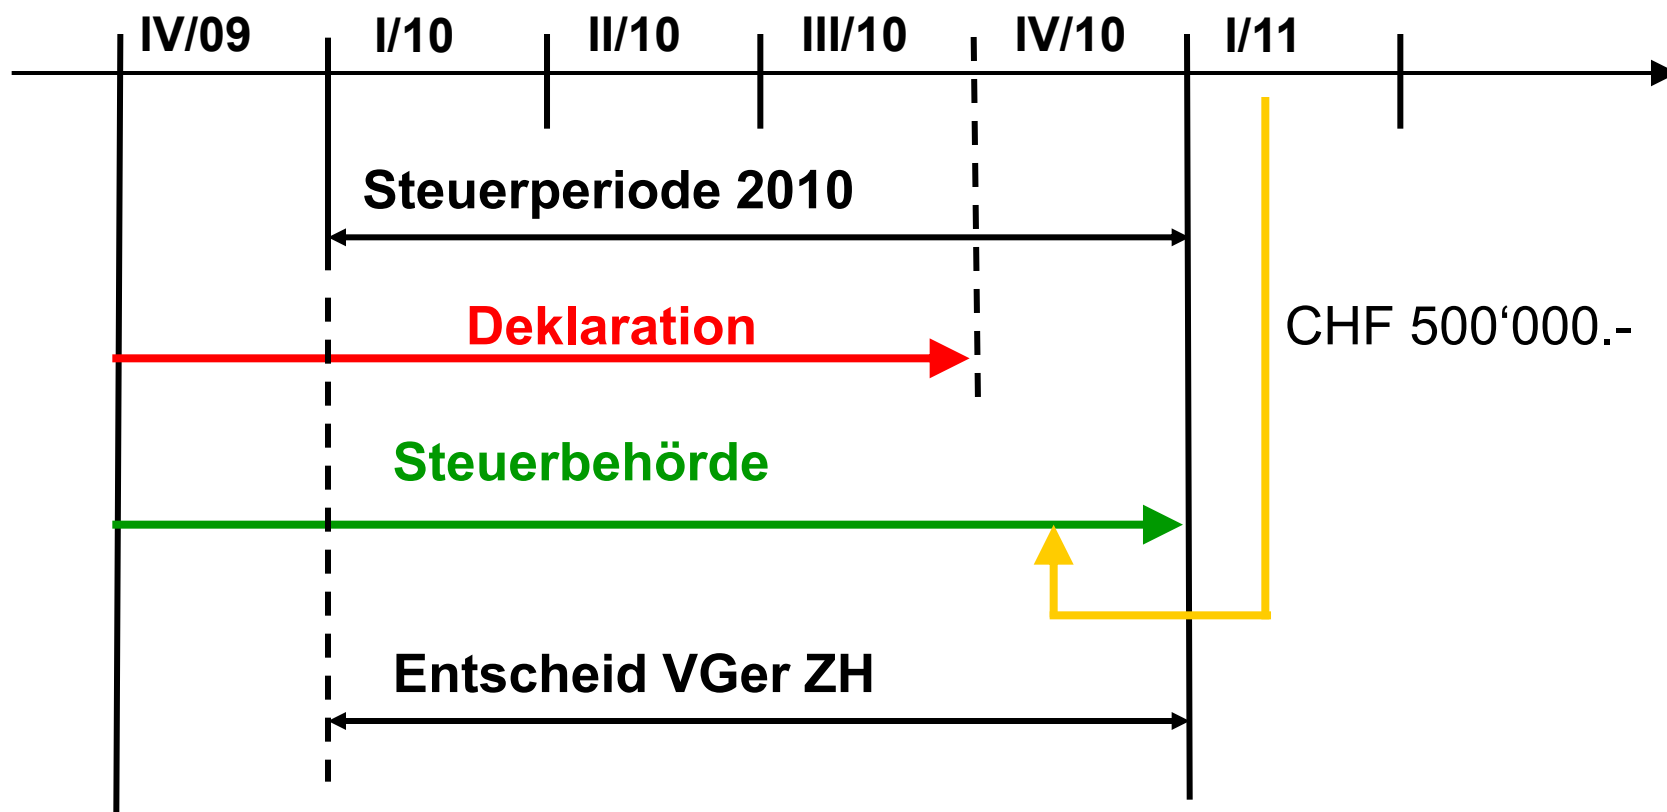 IV/09 I/10 II/10 III/10 IV/10 I/11
Steuerperiode 2010
Deklaration
CHF 500‘000.-
Steuerbehörde
Entscheid VGer ZH